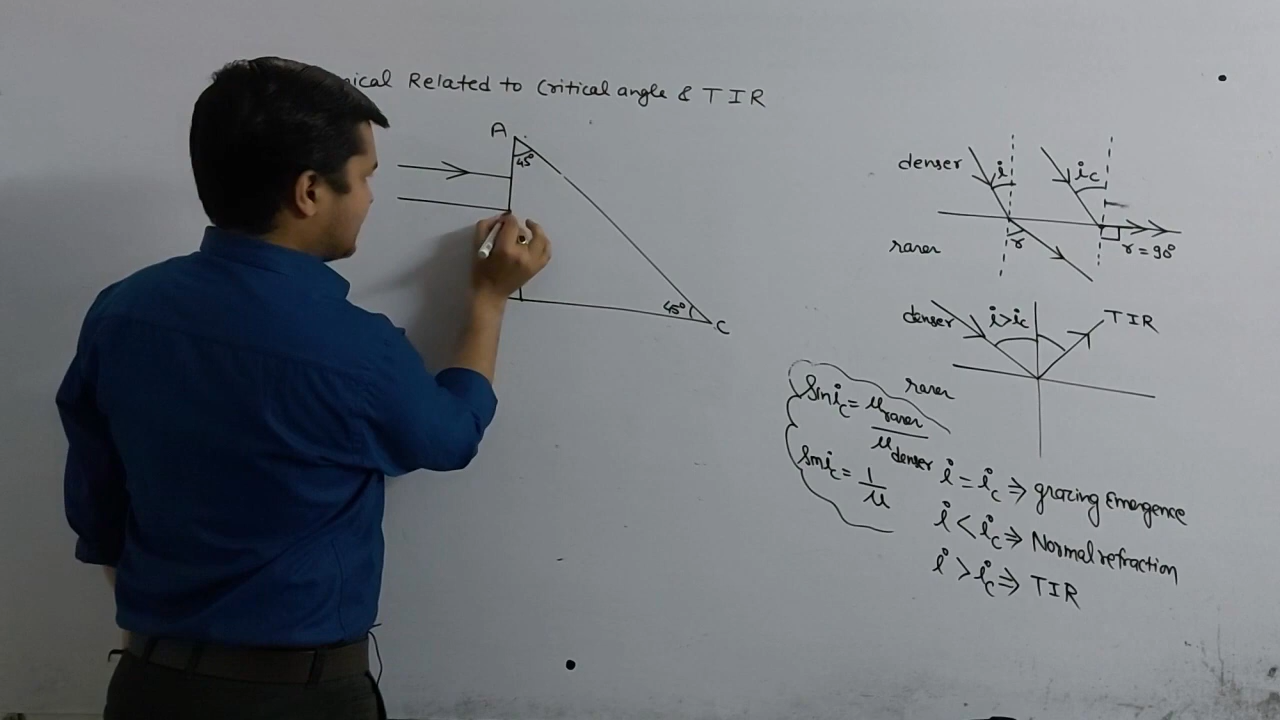 ical Related to Critical angle & TIR
A
45°
45°
C
denser
i
ic
rarer
r
r = 90°
denser
i>ic
TIR
rarer
Sin ic = μrarer / μdenser
Sin ic = 1/μ
i = ic ⇒ grazing Emergence
i < ic ⇒ Normal refraction
i > ic ⇒ TIR